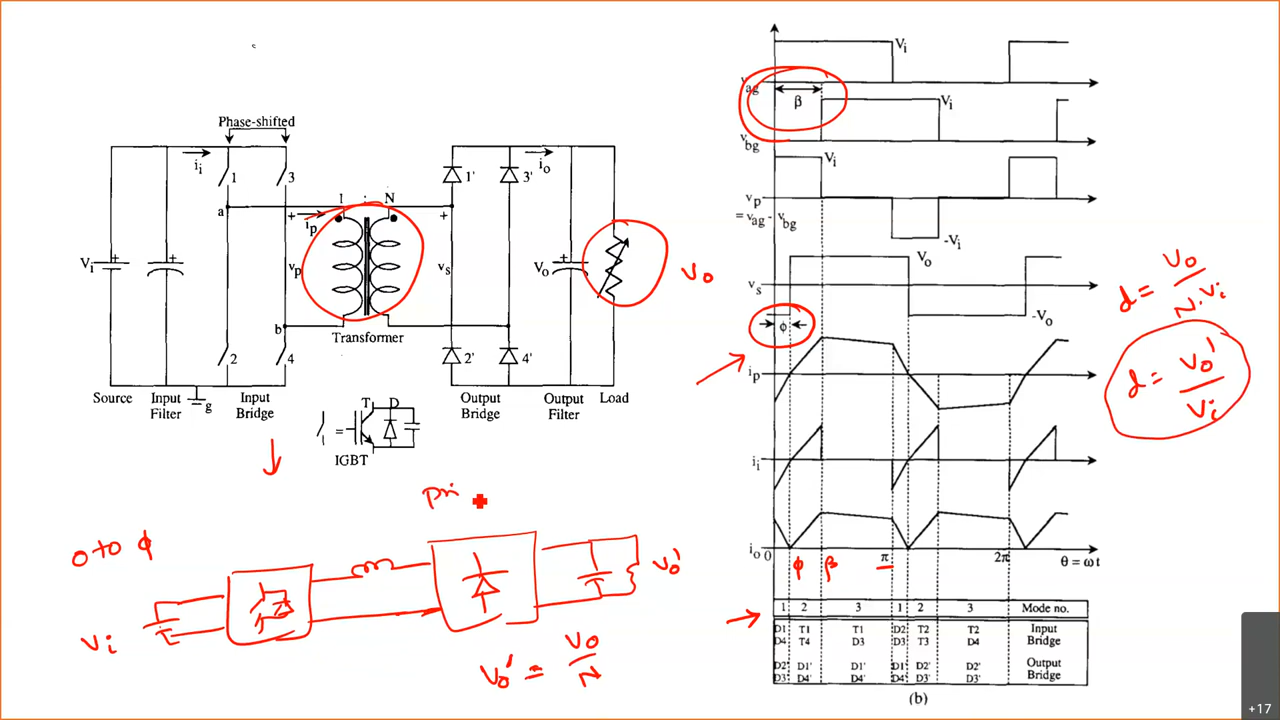 Phase-shifted
i_i
1
3
1'
3'
i_o
a
+
i_p
1
:
N
+
V_i
+
+
v_p
v_s
V_o
+
V_o
b
Transformer
2
4
2'
4'
Source
Input Filter
g
Input Bridge
Output Bridge
Output Filter
Load
T
D
=
IGBT
V_i
v_ag
β
V_i
v_bg
V_i
v_p
= v_ag - v_bg
-V_i
V_o
v_s
φ
-V_o
i_p
i_i
i_o
0
φ
β
π
2π
θ = ωt
1 2 3 1 2 3 Mode no.
D1 T1 T1 D2 T2 T2 Input
D4 T4 D3 D3 T3 D4 Bridge
D2' D1' D1' D1' D2' D2' Output
D3' D4' D4' D4' D3' D3' Bridge
(b)
d = V_o / N·V_i
d = V_o' / V_i
pri
0 to φ
V_i
V_o'
V_o' = V_o / N
+17